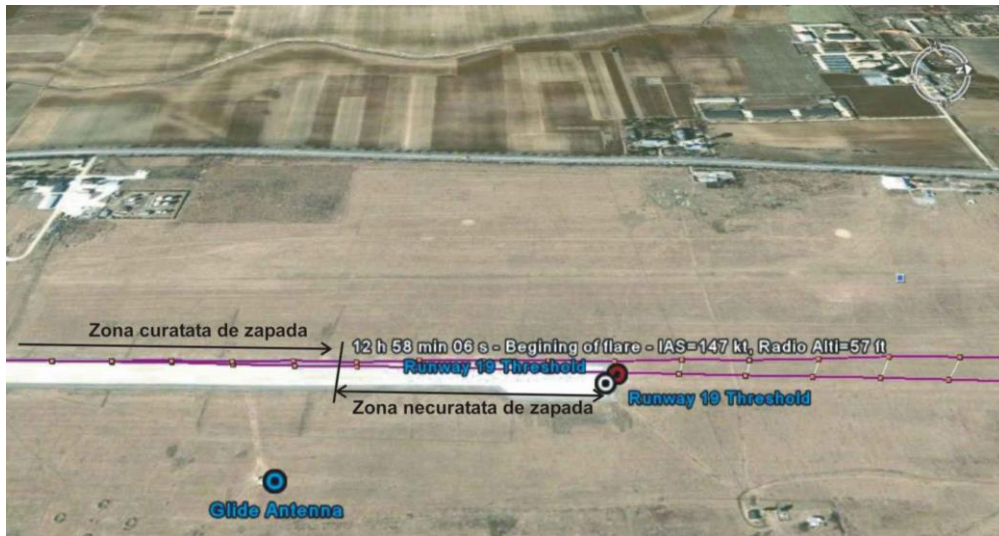 Zona curatata de zapada
12 h 58 min 06 s - Begining of flare - IAS=147 kt, Radio Alti=57 ft
Runway 19 Threshold
Runway 19 Threshold
Zona necuratata de zapada
Glide Antenna